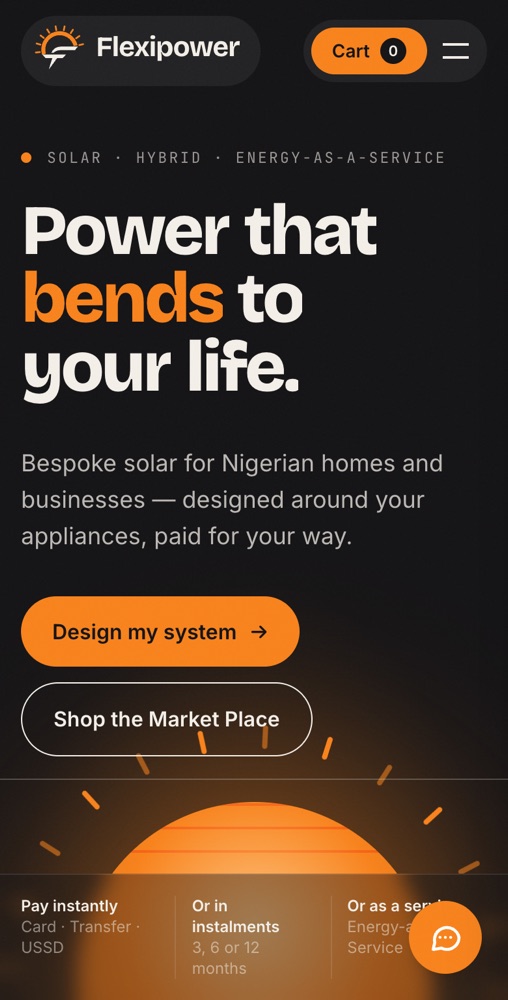 Flexipower
Cart 0
SOLAR · HYBRID · ENERGY-AS-A-SERVICE
Power that
bends to
your life.
Bespoke solar for Nigerian homes and
businesses — designed around your
appliances, paid for your way.
Design my system →
Shop the Market Place
Pay instantly
Card · Transfer ·
USSD
Or in
instalments
3, 6 or 12
months
Or as a
Service